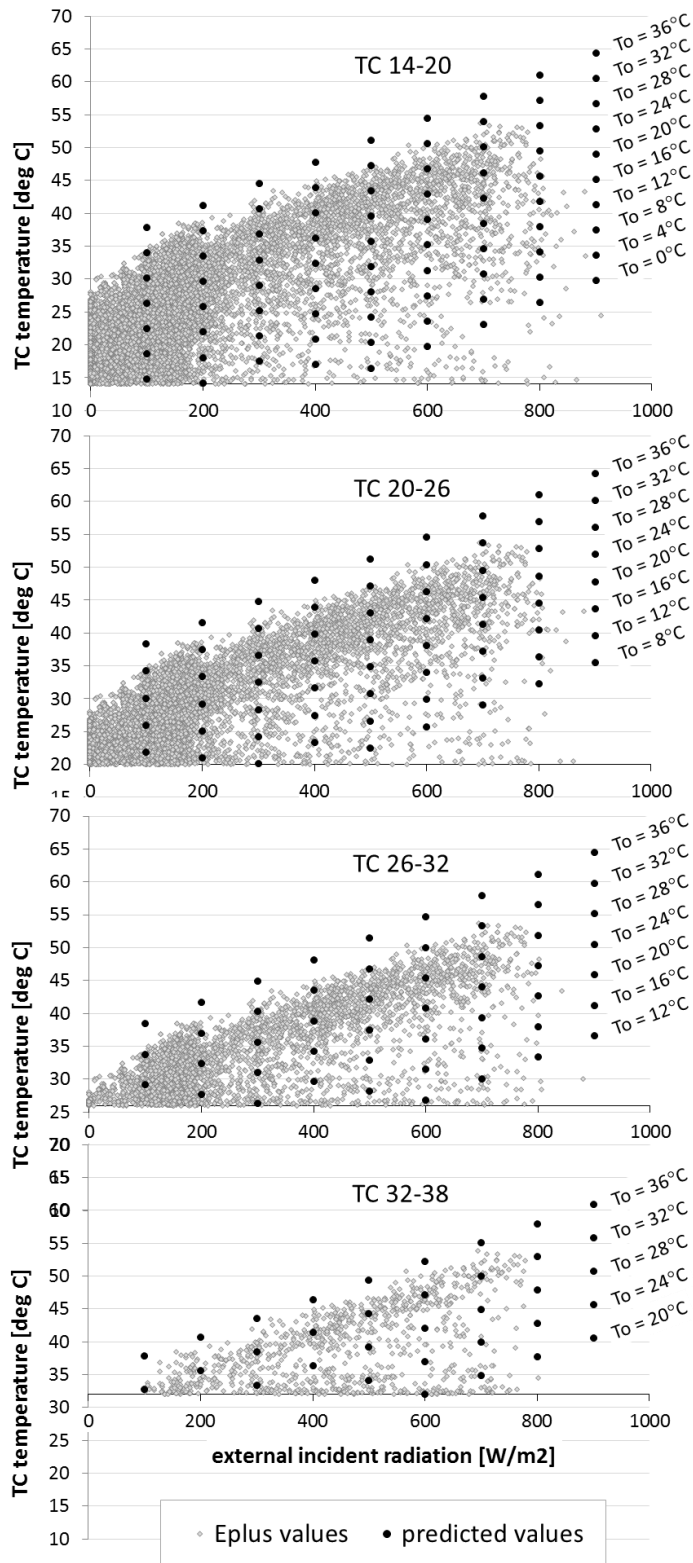 70
65
60
55
50
45
40
35
30
25
20
15
10
TC temperature [deg C]
TC 14-20
To = 36°C
To = 32°C
To = 28°C
To = 24°C
To = 20°C
To = 16°C
To = 12°C
To = 8°C
To = 4°C
To = 0°C
0 200 400 600 800 1000
70
65
60
55
50
45
40
35
30
25
20
TC temperature [deg C]
TC 20-26
To = 36°C
To = 32°C
To = 28°C
To = 24°C
To = 20°C
To = 16°C
To = 12°C
To = 8°C
0 200 400 600 800 1000
70
65
60
55
50
45
40
35
30
25
20
TC temperature [deg C]
TC 26-32
To = 36°C
To = 32°C
To = 28°C
To = 24°C
To = 20°C
To = 16°C
To = 12°C
0 200 400 600 800 1000
60
55
50
45
40
35
30
25
20
15
10
TC temperature [deg C]
TC 32-38
To = 36°C
To = 32°C
To = 28°C
To = 24°C
To = 20°C
0 200 400 600 800 1000
external incident radiation [W/m2]
Eplus values
predicted values